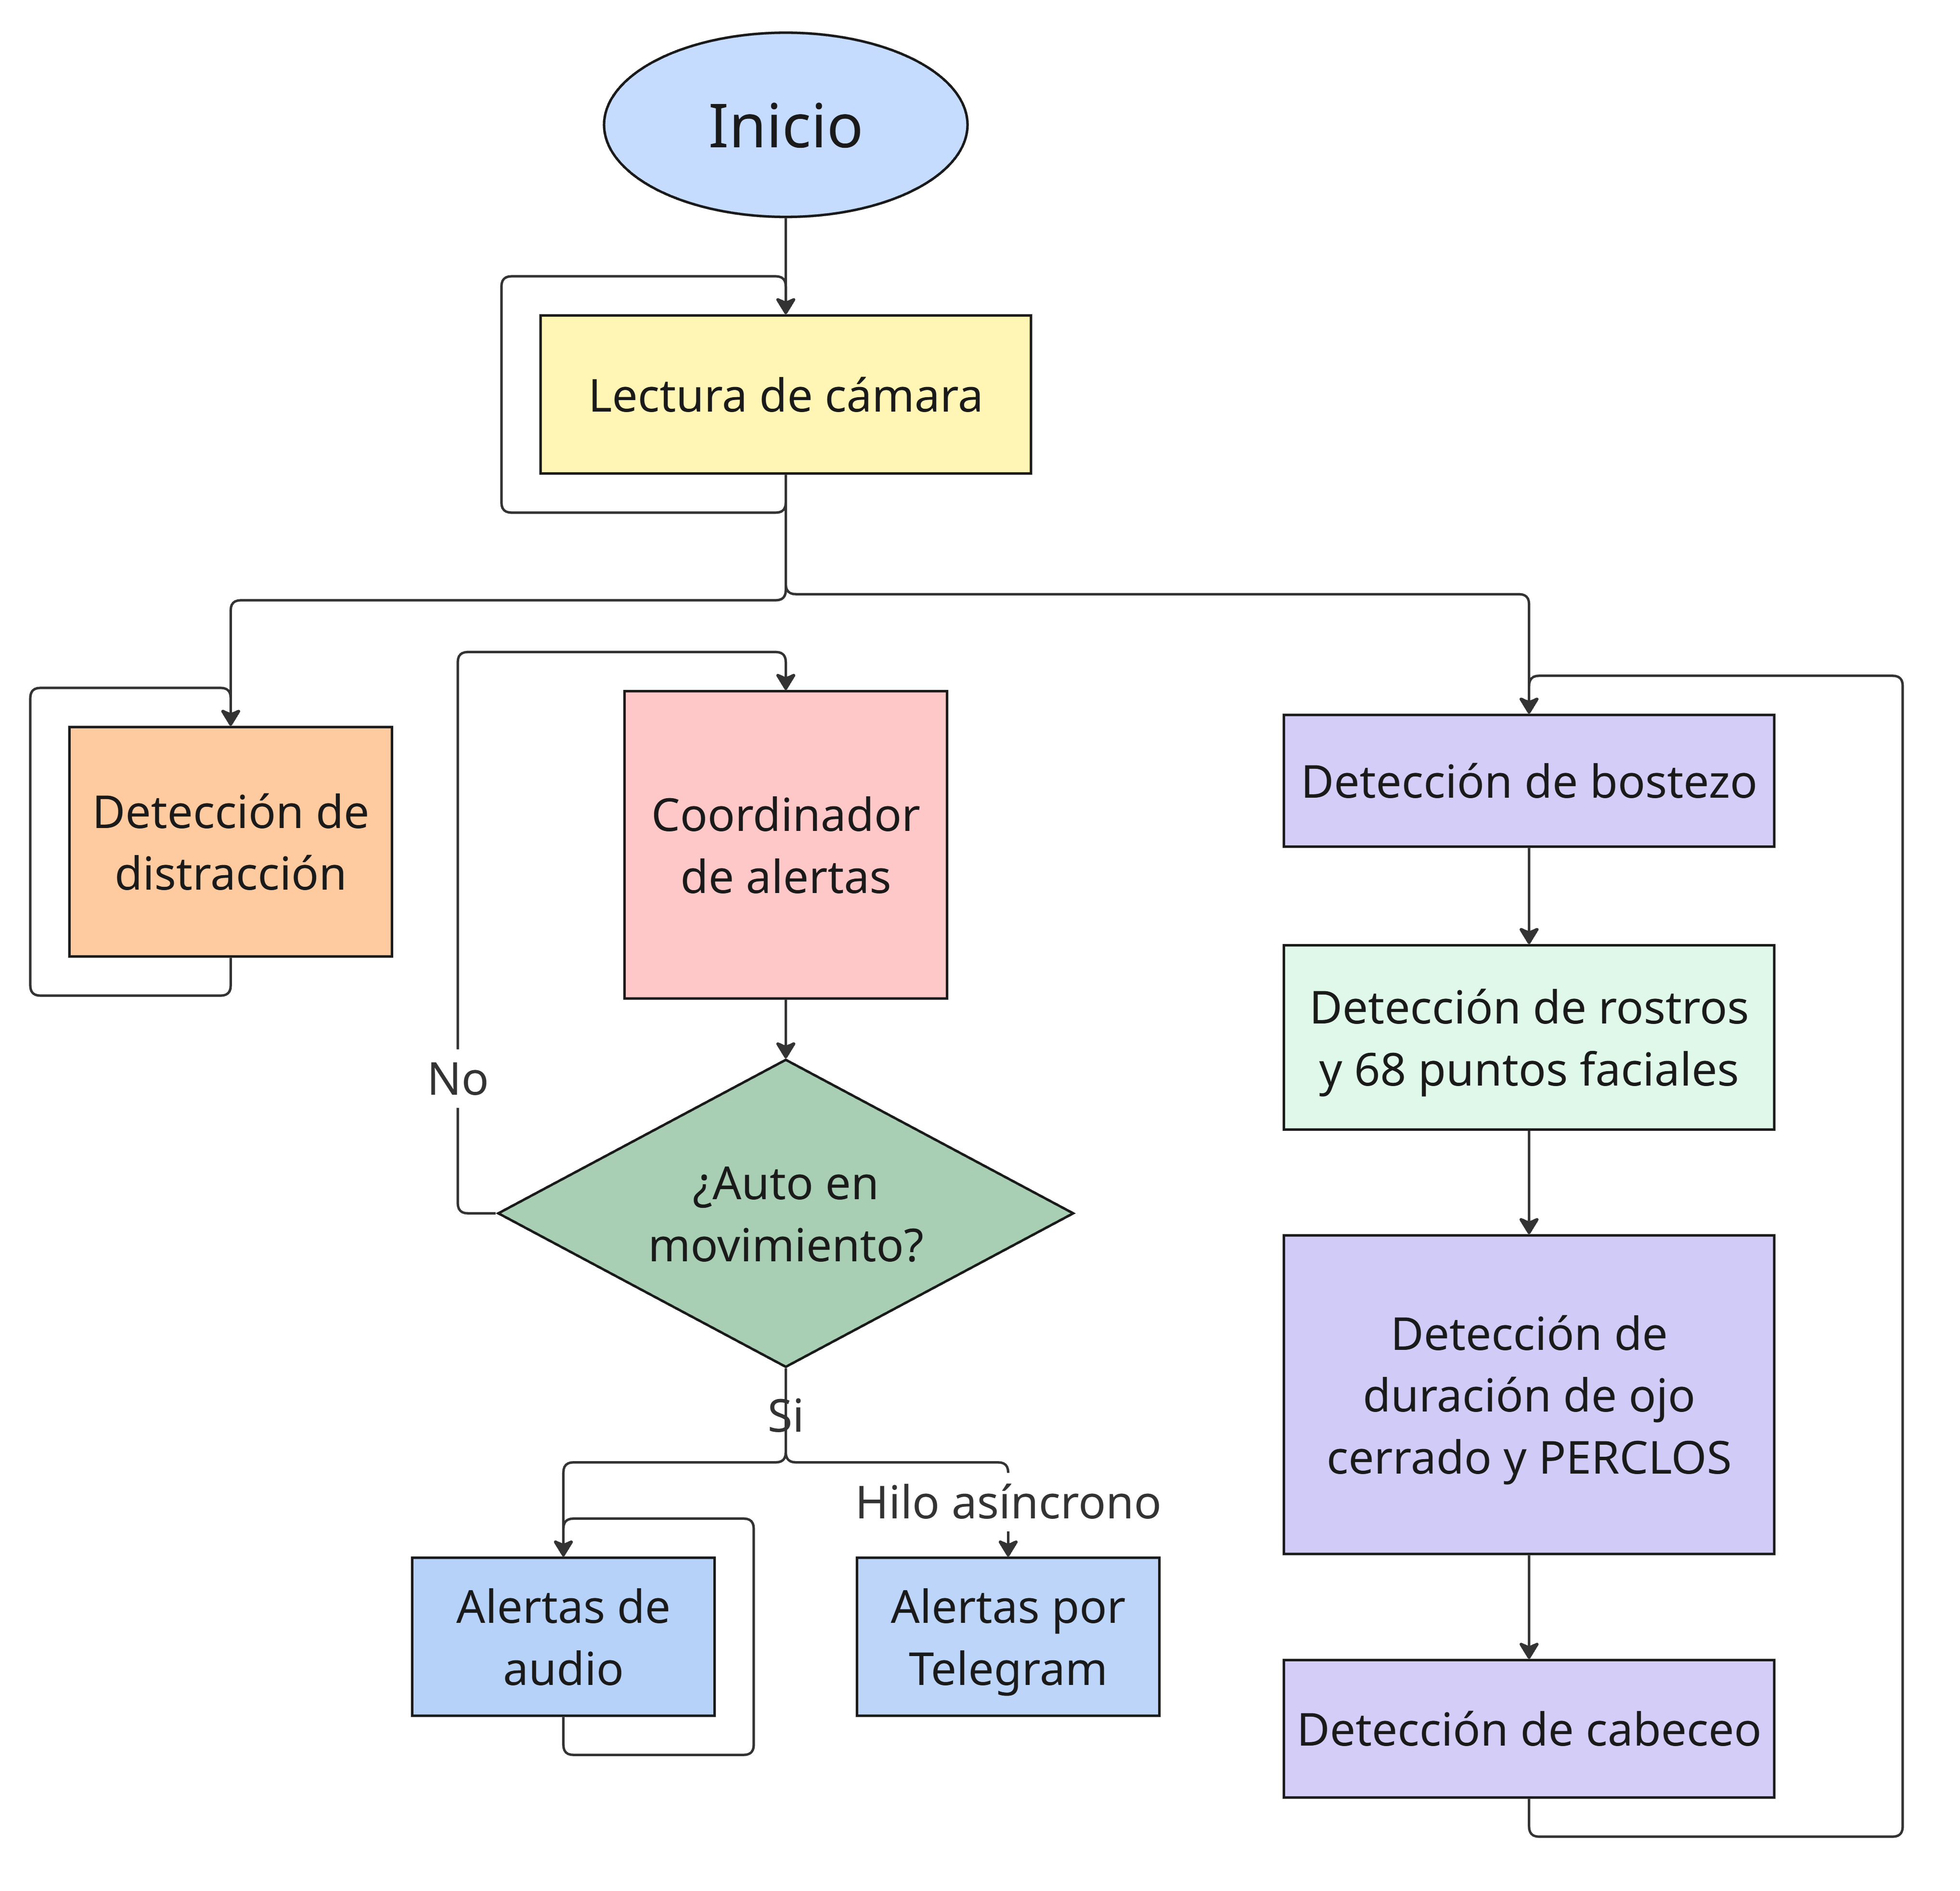 Inicio
Lectura de cámara
Detección de
distracción
Coordinador
de alertas
Detección de bostezo
Detección de rostros
y 68 puntos faciales
No
¿Auto en
movimiento?
Detección de
duración de ojo
cerrado y PERCLOS
Si
Hilo asíncrono
Alertas de
audio
Alertas por
Telegram
Detección de cabeceo